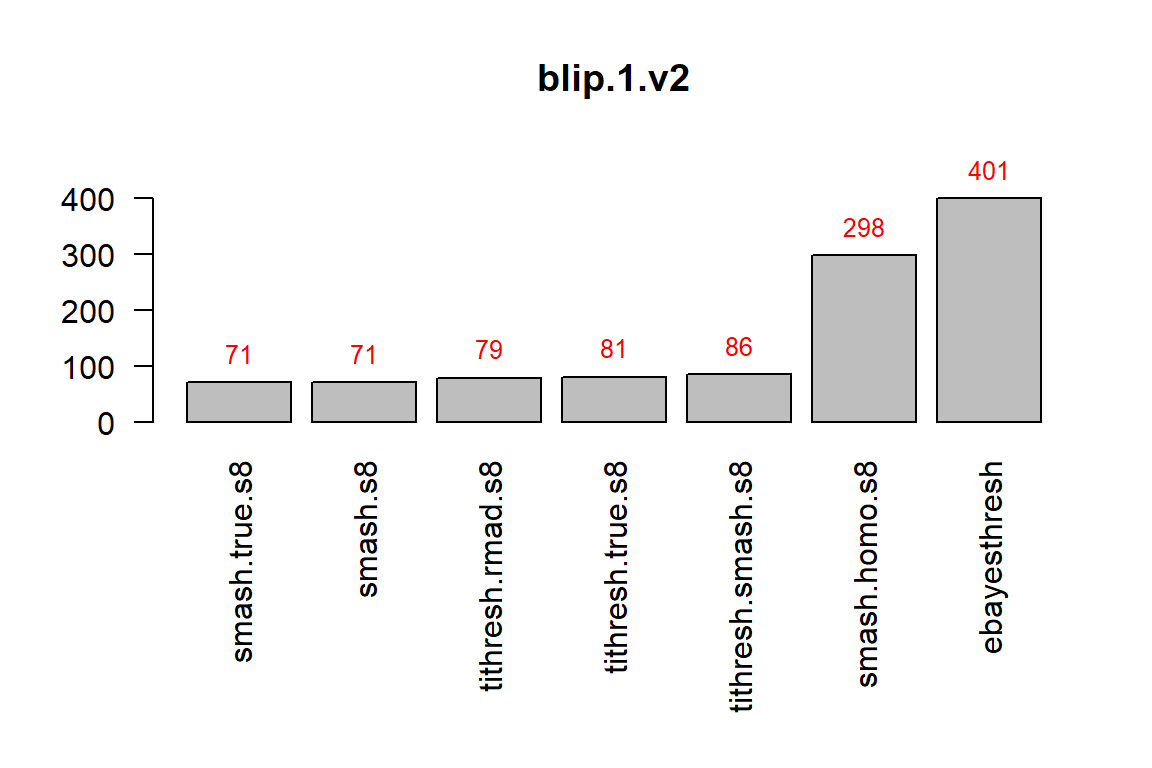 blip.1.v2
401
298
71
71
79
81
86
400
300
200
100
0
smash.true.s8
smash.s8
tithresh.rmad.s8
tithresh.true.s8
tithresh.smash.s8
smash.homo.s8
ebayesthresh